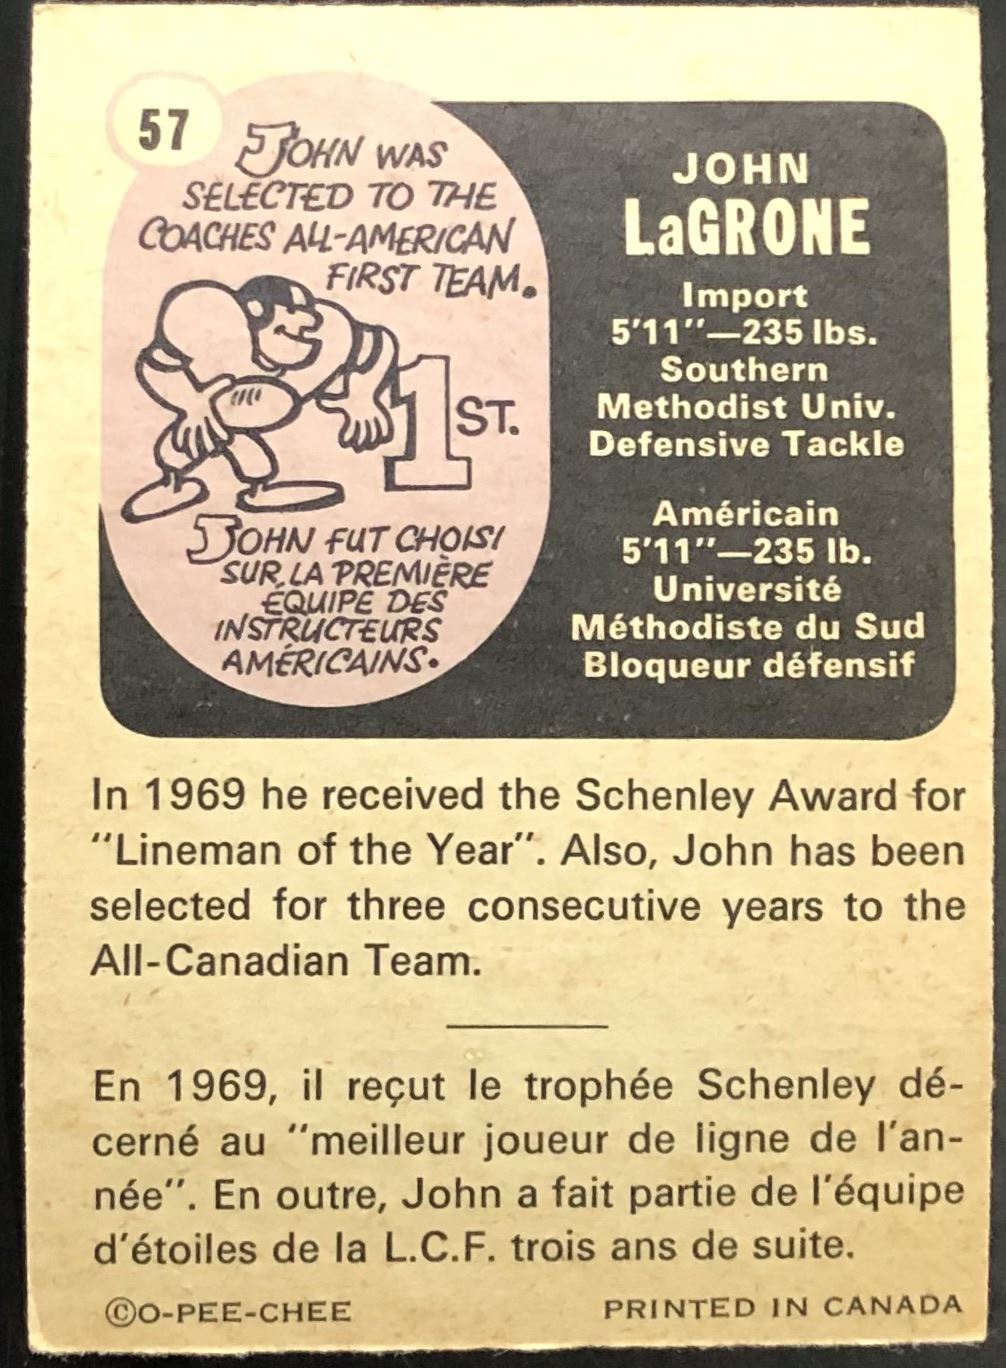 57
JOHN WAS
SELECTED TO THE
COACHES ALL-AMERICAN
FIRST TEAM.
1ST.
JOHN FUT CHOISI
SUR LA PREMIÈRE
ÉQUIPE DES
INSTRUCTEURS
AMÉRICAINS.
JOHN
LaGRONE
Import
5'11"—235 lbs.
Southern
Methodist Univ.
Defensive Tackle
Américain
5'11"—235 lb.
Université
Méthodiste du Sud
Bloqueur défensif
In 1969 he received the Schenley Award for
"Lineman of the Year". Also, John has been
selected for three consecutive years to the
All-Canadian Team.
En 1969, il reçut le trophée Schenley dé-
cerné au "meilleur joueur de ligne de l'an-
née". En outre, John a fait partie de l'équipe
d'étoiles de la L.C.F. trois ans de suite.
©O-PEE-CHEE
PRINTED IN CANADA